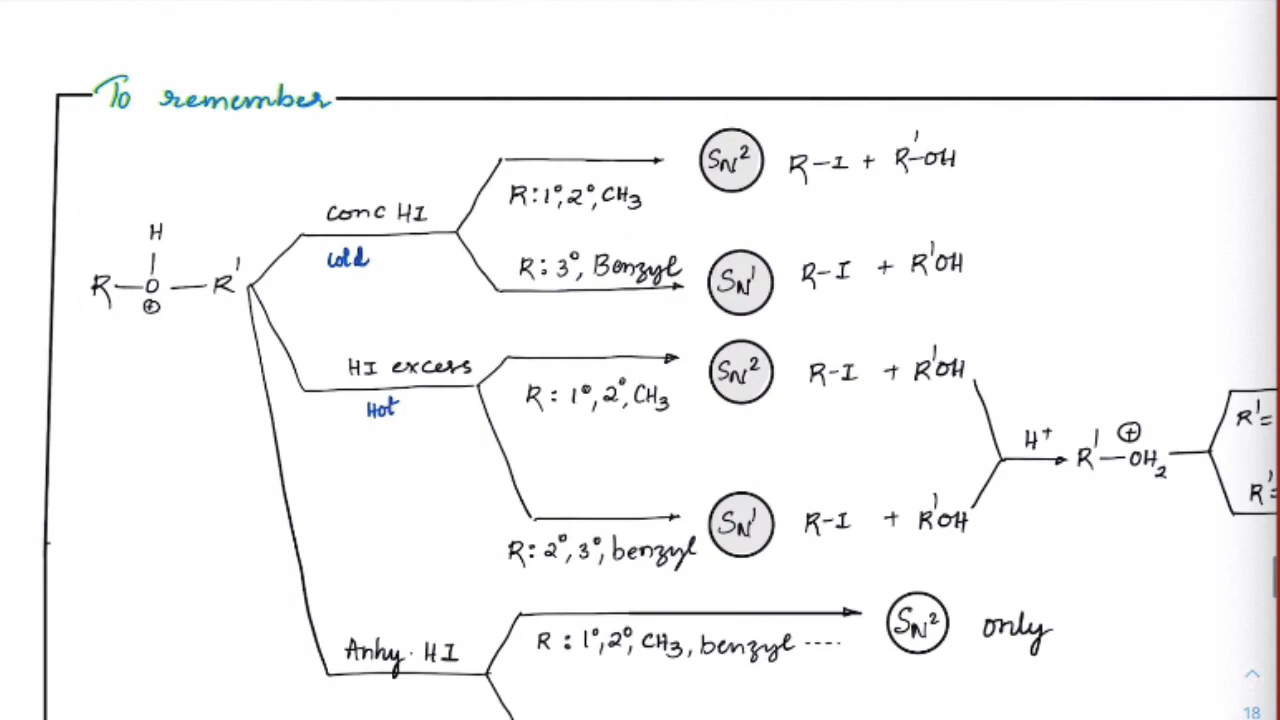 To remember
SN2 R-I + R'-OH
R: 1°, 2°, CH3
conc HI
cold
H
R-O-R'
⊕
R: 3°, Benzyl
SN1 R-I + R'OH
HI excess
Hot
SN2 R-I + R'OH
R: 1°, 2°, CH3
H+
R'-OH2
⊕
R'=
R'=
SN1 R-I + R'OH
R: 2°, 3°, benzyl
Anhy. HI
R: 1°, 2°, CH3, benzyl ----
SN2 only
18